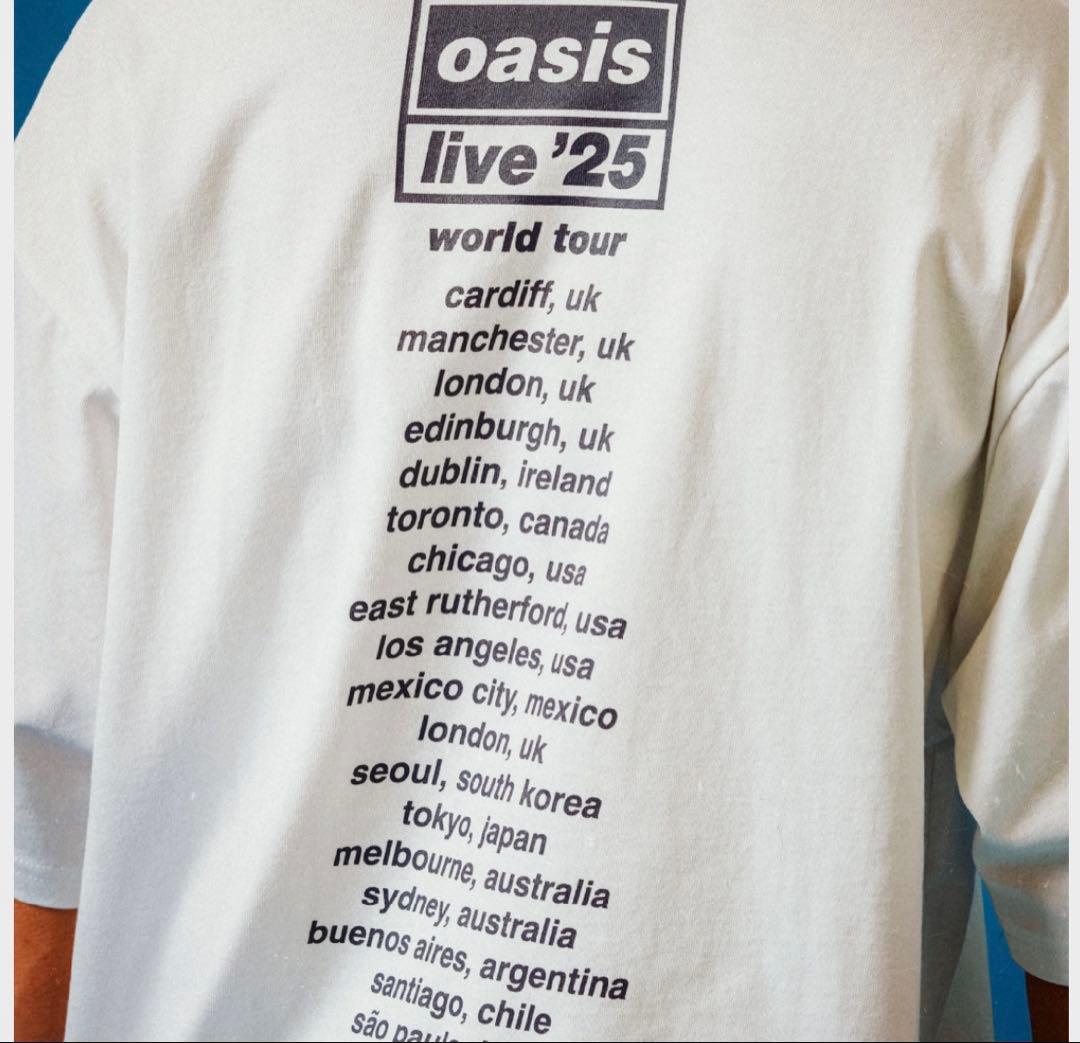 oasis
live ’25
world tour
cardiff, uk
manchester, uk
london, uk
edinburgh, uk
dublin, ireland
toronto, canada
chicago, usa
east rutherford, usa
los angeles, usa
mexico city, mexico
london, uk
seoul, south korea
tokyo, japan
melbourne, australia
sydney, australia
buenos aires, argentina
santiago, chile
são paulo,